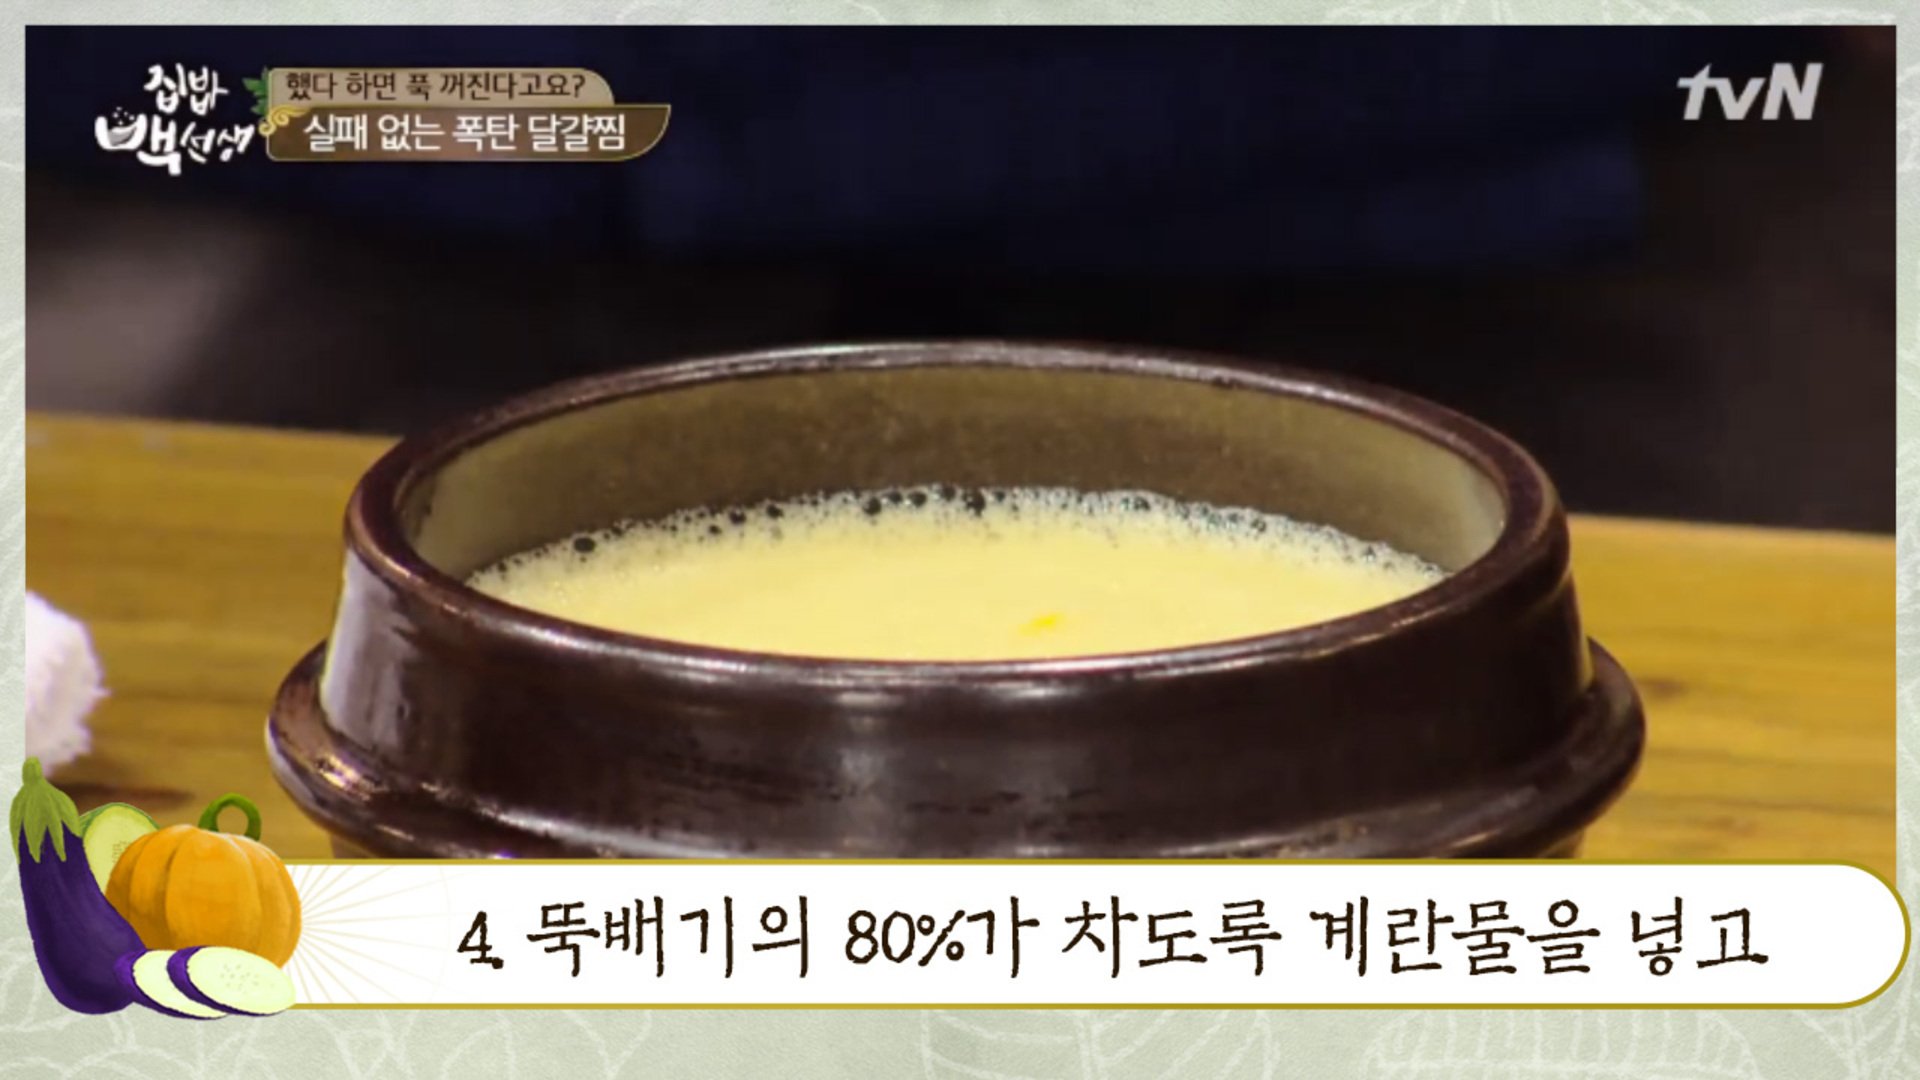 집밥
백선생
했다 하면 푹 꺼진다고요?
실패 없는 폭탄 달걀찜
tvN
4. 뚝배기의 80%가 차도록 계란물을 넣고